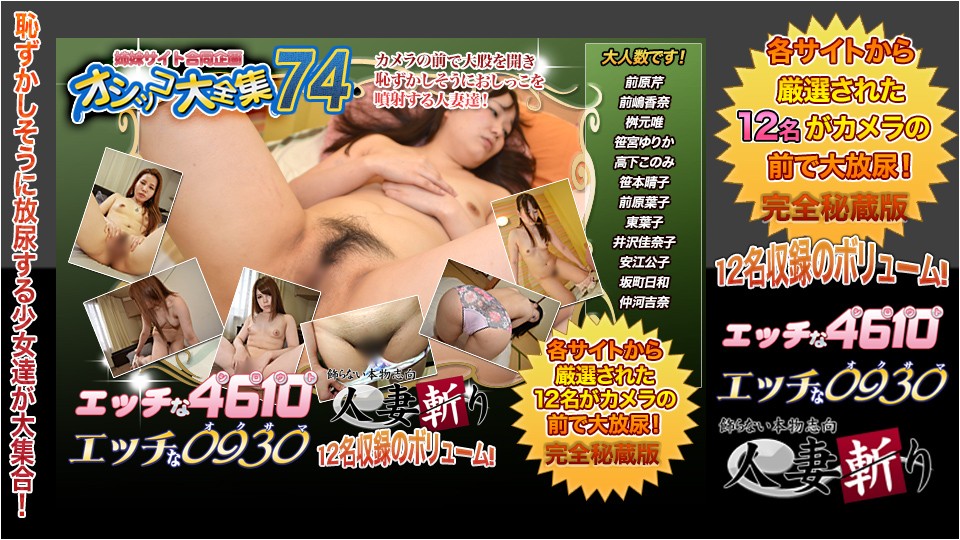 恥ずかしそうに放尿する少女達が大集合！
姉妹サイト合同企画
オシッコ大全集74
カメラの前で大股を開き
恥ずかしそうにおしっこを
噴射する人妻達！
大人数です！
前原芹
前嶋香奈
桝元唯
笹宮ゆりか
高下このみ
笹本晴子
前原葉子
東葉子
井沢佳奈子
安江公子
坂町日和
仲河吉奈
各サイトから
厳選された
12名がカメラの
前で大放尿！
完全秘蔵版
シロウト
エッチな4610
オクサマ
エッチな0930
飾らない本物志向
人妻斬り
12名収録のボリューム!
各サイトから
厳選された
12名がカメラの
前で大放尿！
完全秘蔵版
12名収録のボリューム!
シロウト
エッチな4610
オクサマ
エッチな0930
飾らない本物志向
人妻斬り